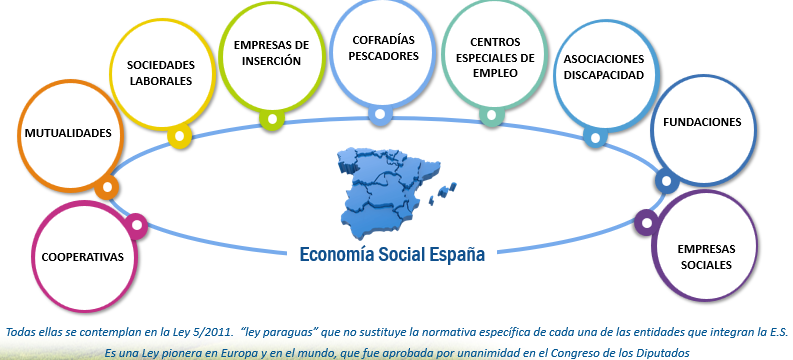 COOPERATIVAS
MUTUALIDADES
SOCIEDADES
LABORALES
EMPRESAS DE
INSERCIÓN
COFRADÍAS
PESCADORES
CENTROS
ESPECIALES DE
EMPLEO
ASOCIACIONES
DISCAPACIDAD
FUNDACIONES
EMPRESAS
SOCIALES
Economía Social España
Todas ellas se contemplan en la Ley 5/2011. “ley paraguas” que no sustituye la normativa específica de cada una de las entidades que integran la E.S.
Es una Ley pionera en Europa y en el mundo, que fue aprobada por unanimidad en el Congreso de los Diputados